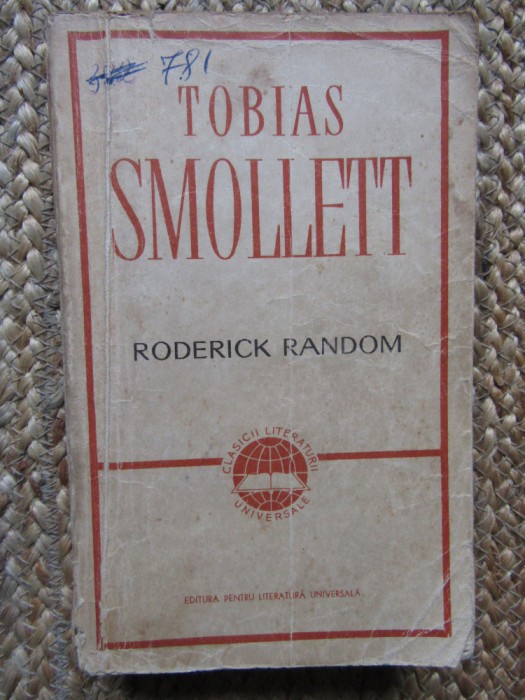 781
TOBIAS
SMOLLETT
RODERICK RANDOM
CLASICII LITERATURII
UNIVERSALE
EDITURA PENTRU LITERATURĂ UNIVERSALĂ